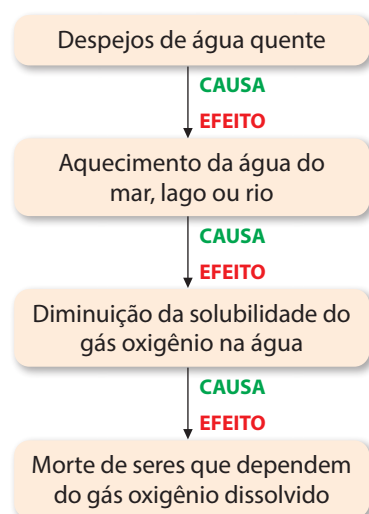 Despejos de água quente
CAUSA
EFEITO
Aquecimento da água do
mar, lago ou rio
CAUSA
EFEITO
Diminuição da solubilidade do
gás oxigênio na água
CAUSA
EFEITO
Morte de seres que dependem
do gás oxigênio dissolvido